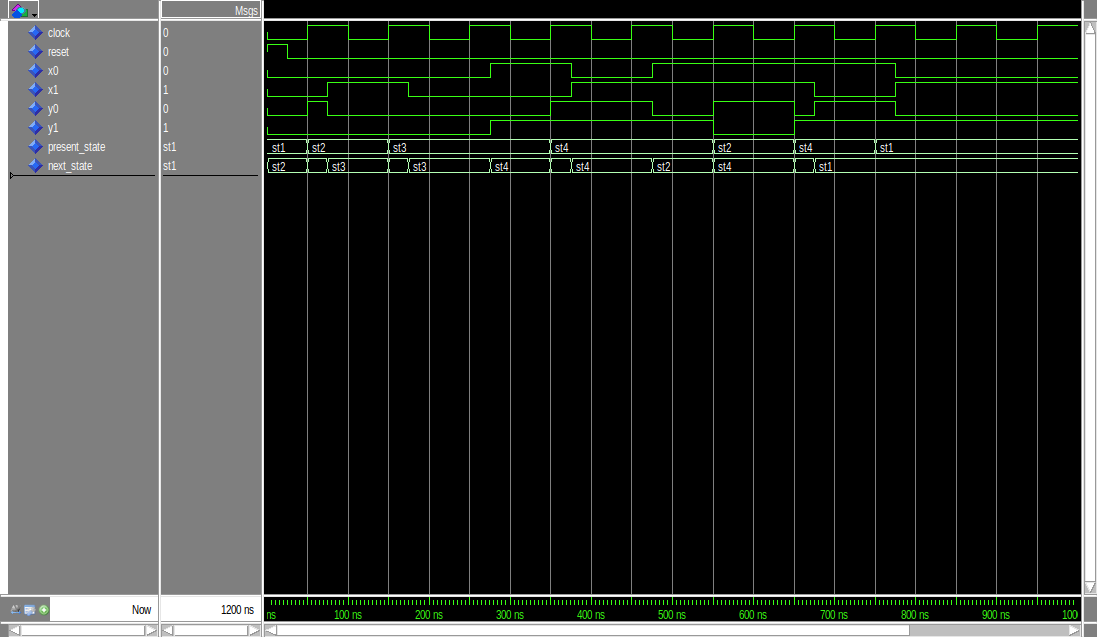 Msgs
clock 0
reset 0
x0 0
x1 1
y0 0
y1 1
present_state st1 st1 st2 st3 st4 st2 st4 st1
next_state st1 st2 st3 st3 st4 st4 st2 st4 st1
Now 1200 ns ns 100 ns 200 ns 300 ns 400 ns 500 ns 600 ns 700 ns 800 ns 900 ns 100